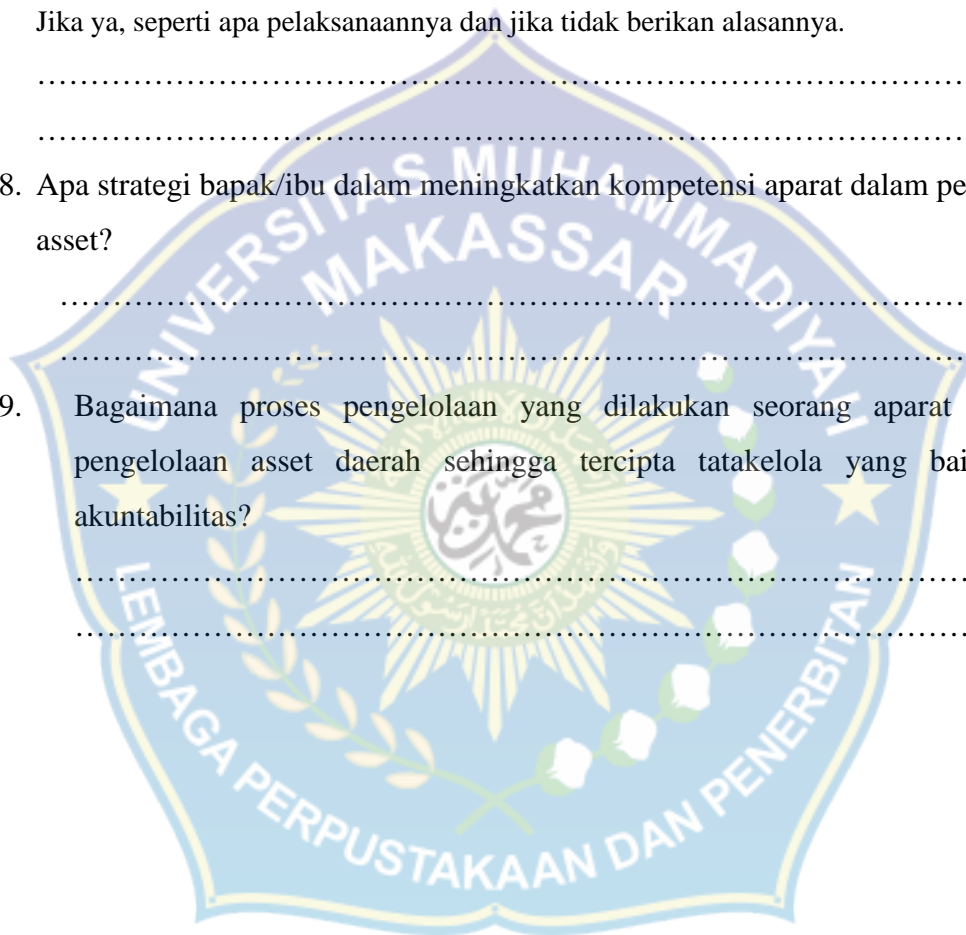 Jika ya, seperti apa pelaksanaannya dan jika tidak berikan alasannya.
……………………………………………………………………………
……………………………………………………………………………
8. Apa strategi bapak/ibu dalam meningkatkan kompetensi aparat dalam pe
asset?
……………………………………………………………………………
……………………………………………………………………………
9. Bagaimana proses pengelolaan yang dilakukan seorang aparat
pengelolaan asset daerah sehingga tercipta tatakelola yang bai
akuntabilitas?
……………………………………………………………………………
……………………………………………………………………………
UNIVERSITAS MUHAMMADIYAH
MAKASSAR
LEMBAGA PERPUSTAKAAN DAN PENERBITAN